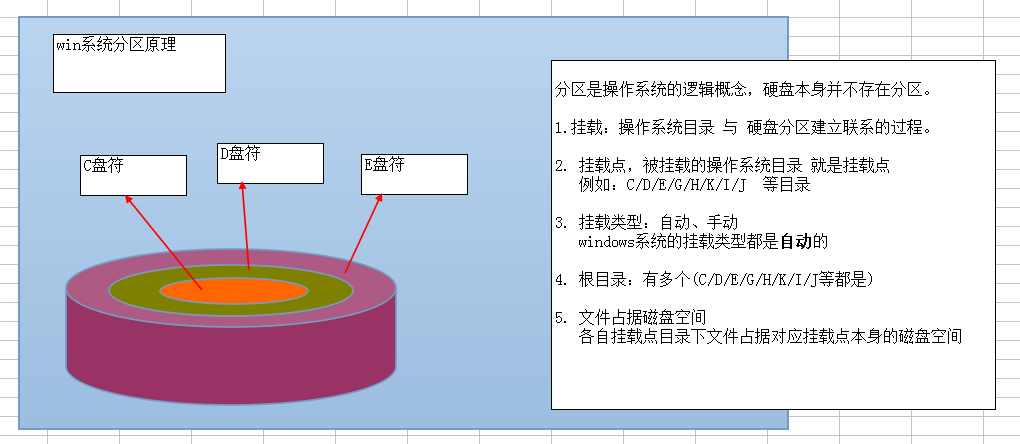 win系统分区原理
C盘符
D盘符
E盘符
分区是操作系统的逻辑概念，硬盘本身并不存在分区。
1.挂载：操作系统目录 与 硬盘分区建立联系的过程。
2. 挂载点，被挂载的操作系统目录 就是挂载点
例如：C/D/E/G/H/K/I/J 等目录
3. 挂载类型：自动、手动
windows系统的挂载类型都是自动的
4. 根目录：有多个(C/D/E/G/H/K/I/J等都是)
5. 文件占据磁盘空间
各自挂载点目录下文件占据对应挂载点本身的磁盘空间